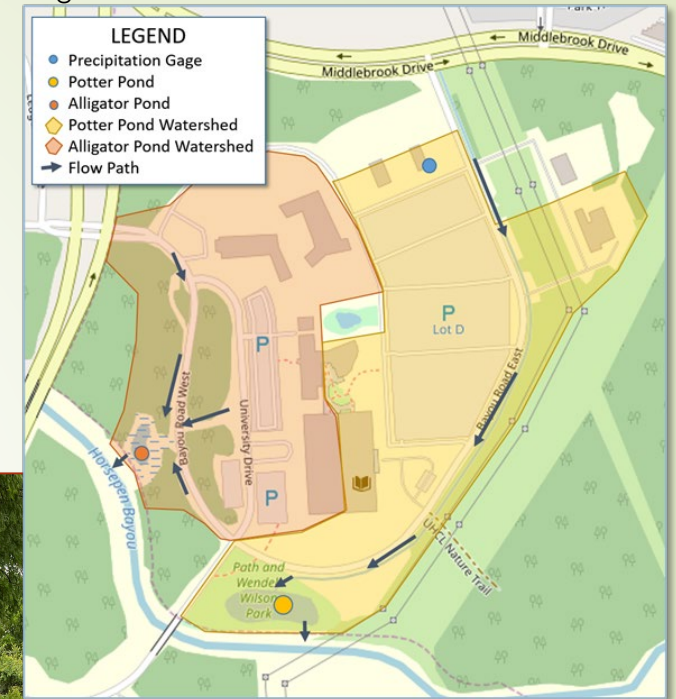 LEGEND
Precipitation Gage
Potter Pond
Alligator Pond
Potter Pond Watershed
Alligator Pond Watershed
Flow Path
Middlebrook Drive
Middlebrook Drive
P
Lot D
P
Bayou Road West
University Drive
Bayou Road East
P
Horsepen Bayou
UHCL Nature Trail
Path and
Wendell
Wilson
Park